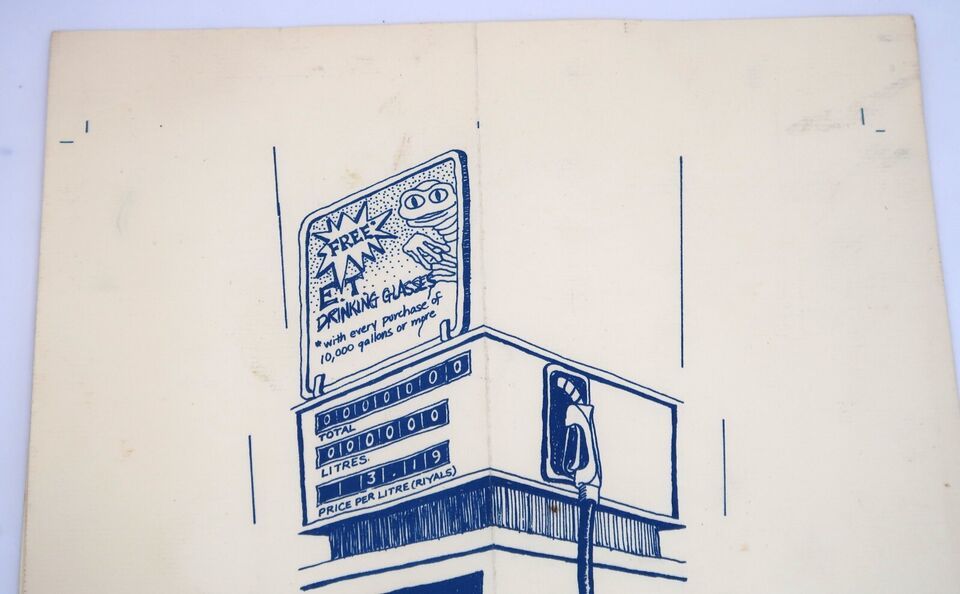 FREE*
E.T
DRINKING GLASSES
*with every purchase of
10,000 gallons or more
00000000
TOTAL
000000
LITRES.
13.119
PRICE PER LITRE (RIYALS)